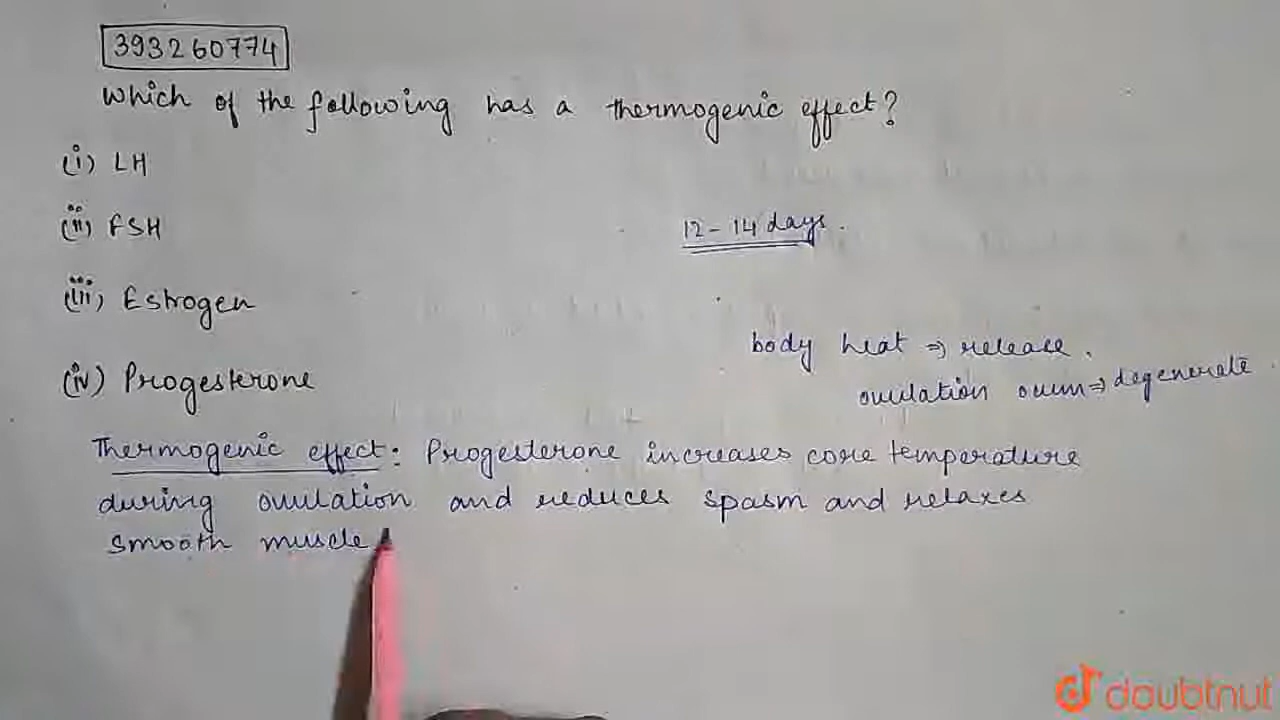 393260774
Which of the following has a thermogenic effect?
(i) LH
(ii) FSH
12-14 days.
(iii) Estrogen
body heat ⇒ release.
(iv) Progesterone
ovulation ovum ⇒ degenerate.
Thermogenic effect: Progesterone increases core temperature
during ovulation and reduces spasm and relaxes
smooth muscle
doubtnut